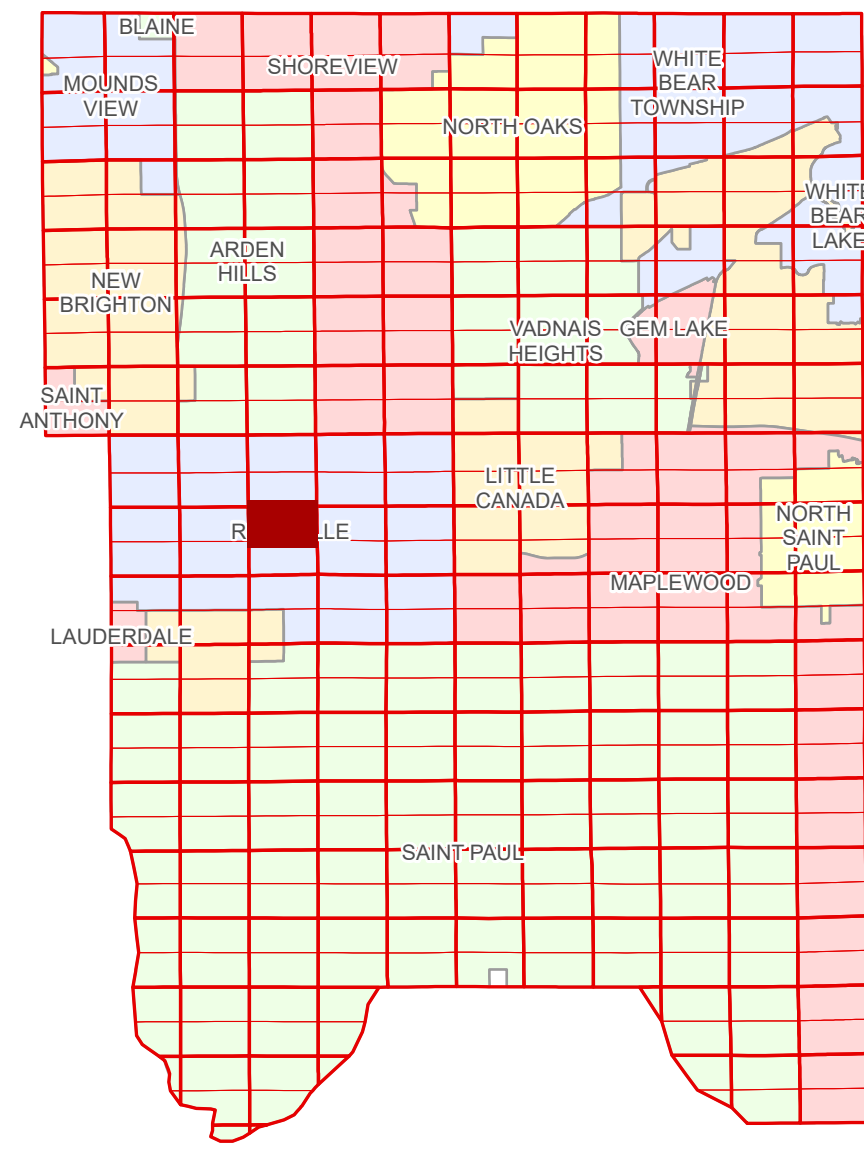 BLAINE
SHOREVIEW
WHITE
BEAR
TOWNSHIP
MOUNDS
VIEW
NORTH OAKS
WHITE
BEAR
LAKE
ARDEN
HILLS
NEW
BRIGHTON
VADNAIS
HEIGHTS
GEM LAKE
SAINT
ANTHONY
LITTLE
CANADA
NORTH
SAINT
PAUL
MAPLEWOOD
LAUDERDALE
SAINT PAUL